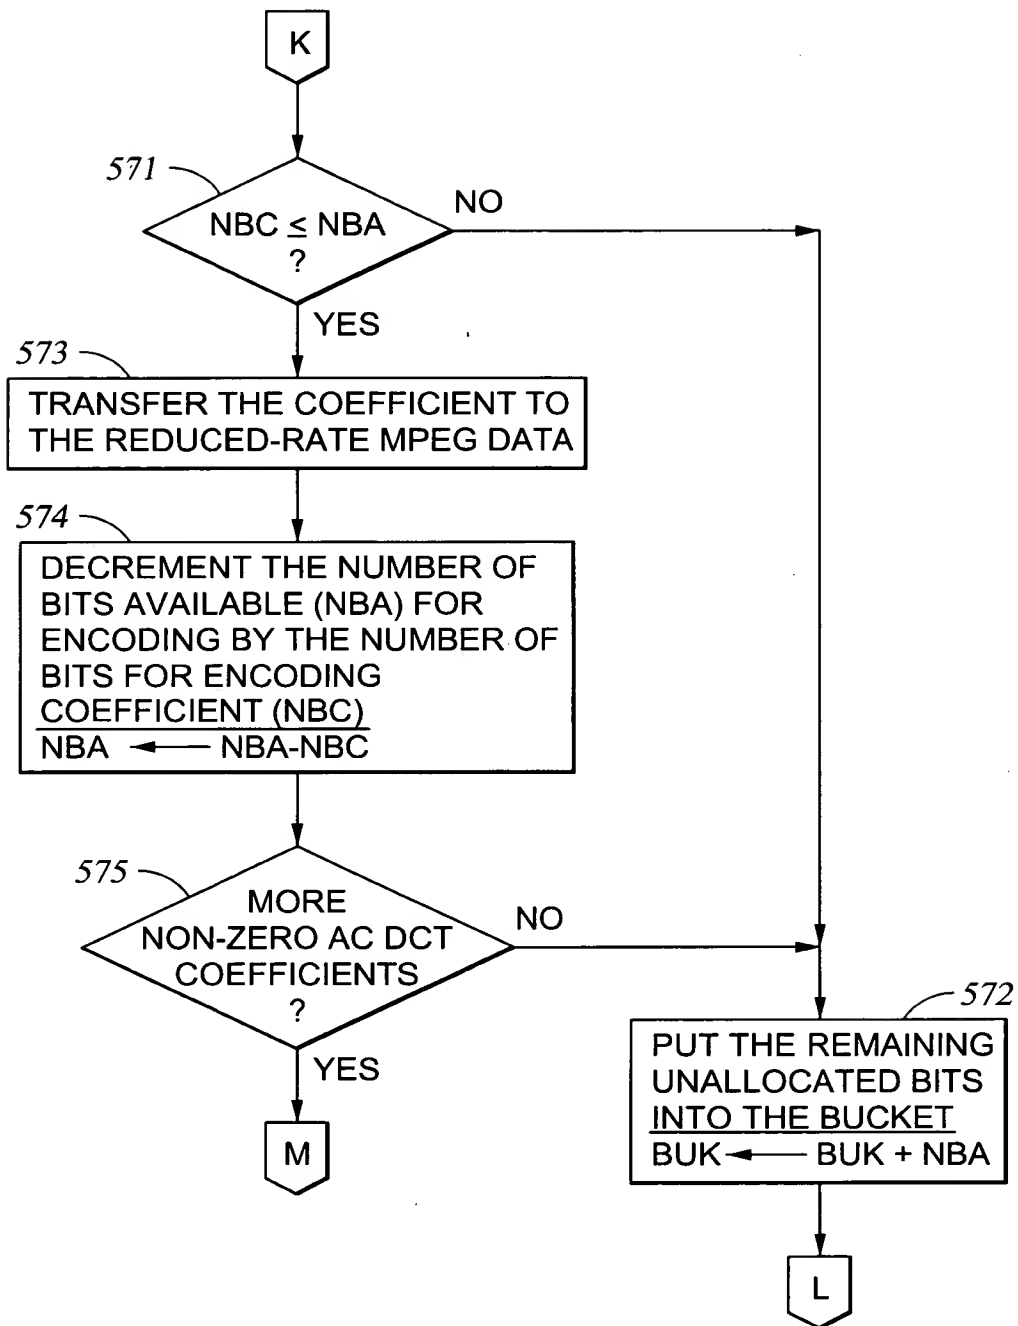 K
571
NBC ≤ NBA
?
NO
YES
573
TRANSFER THE COEFFICIENT TO
THE REDUCED-RATE MPEG DATA
574
DECREMENT THE NUMBER OF
BITS AVAILABLE (NBA) FOR
ENCODING BY THE NUMBER OF
BITS FOR ENCODING
COEFFICIENT (NBC)
NBA ← NBA-NBC
575
MORE
NON-ZERO AC DCT
COEFFICIENTS
?
NO
YES
M
572
PUT THE REMAINING
UNALLOCATED BITS
INTO THE BUCKET
BUK ← BUK + NBA
L